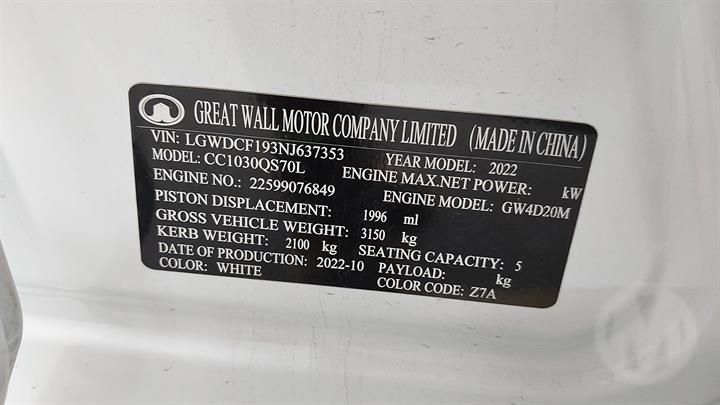 GREAT WALL MOTOR COMPANY LIMITED (MADE IN CHINA)
VIN: LGWDCF193NJ637353 YEAR MODEL: 2022
MODEL: CC1030QS70L ENGINE MAX.NET POWER: kW
ENGINE NO.: 22599076849 ENGINE MODEL: GW4D20M
PISTON DISPLACEMENT: 1996 ml
GROSS VEHICLE WEIGHT: 3150 kg
KERB WEIGHT: 2100 kg SEATING CAPACITY: 5
DATE OF PRODUCTION: 2022-10 PAYLOAD: kg
COLOR: WHITE COLOR CODE: Z7A
M